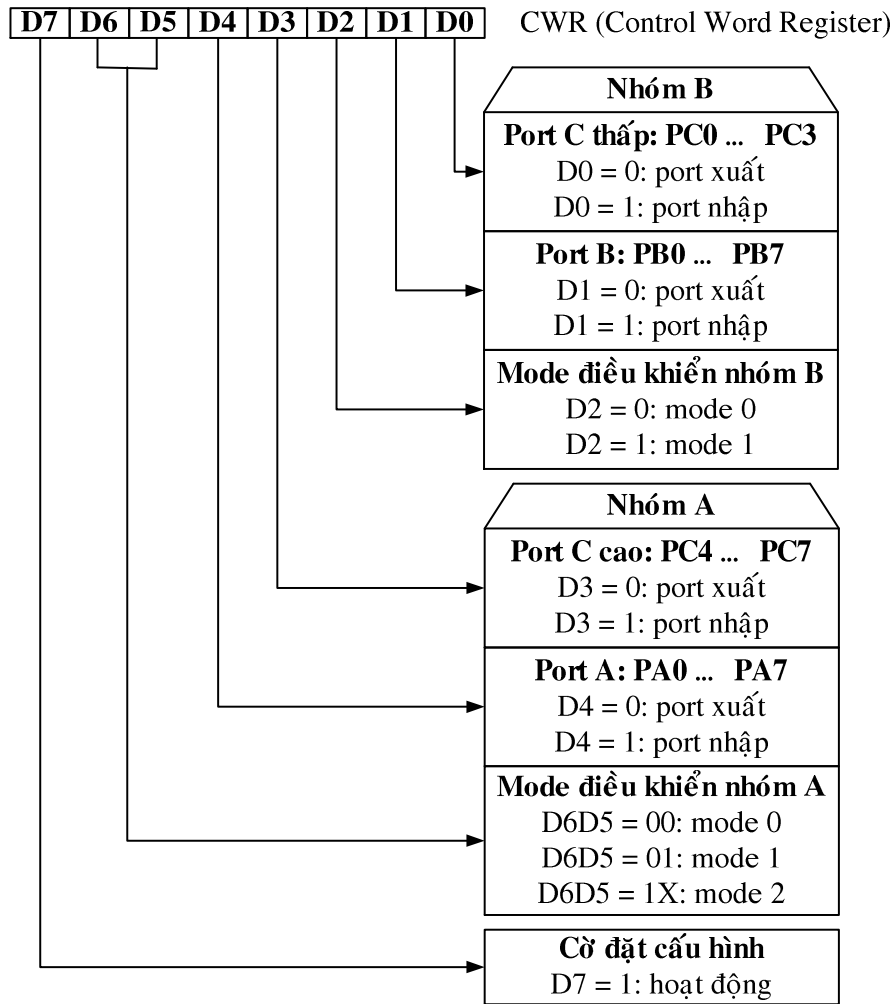 D7 D6 D5 D4 D3 D2 D1 D0 CWR (Control Word Register)
Nhóm B
Port C thấp: PC0 ... PC3
D0 = 0: port xuất
D0 = 1: port nhập
Port B: PB0 ... PB7
D1 = 0: port xuất
D1 = 1: port nhập
Mode điều khiển nhóm B
D2 = 0: mode 0
D2 = 1: mode 1
Nhóm A
Port C cao: PC4 ... PC7
D3 = 0: port xuất
D3 = 1: port nhập
Port A: PA0 ... PA7
D4 = 0: port xuất
D4 = 1: port nhập
Mode điều khiển nhóm A
D6D5 = 00: mode 0
D6D5 = 01: mode 1
D6D5 = 1X: mode 2
Cờ đặt cấu hình
D7 = 1: hoạt động